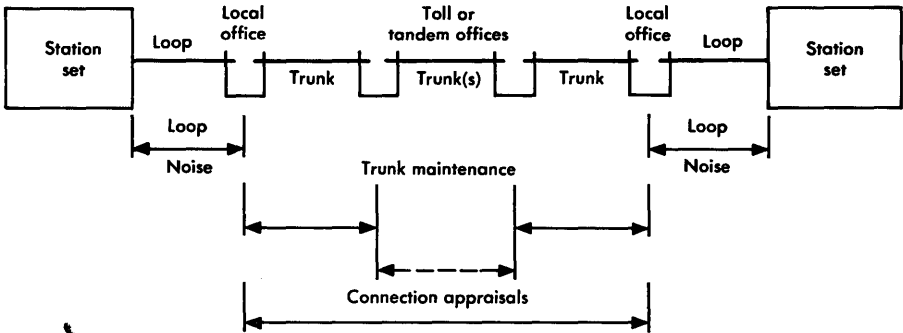 Station
set
Loop
Local
office
Trunk
Toll or
tandem offices
Trunk(s)
Trunk
Local
office
Loop
Station
set
Loop
Noise
Loop
Noise
Trunk maintenance
Connection appraisals